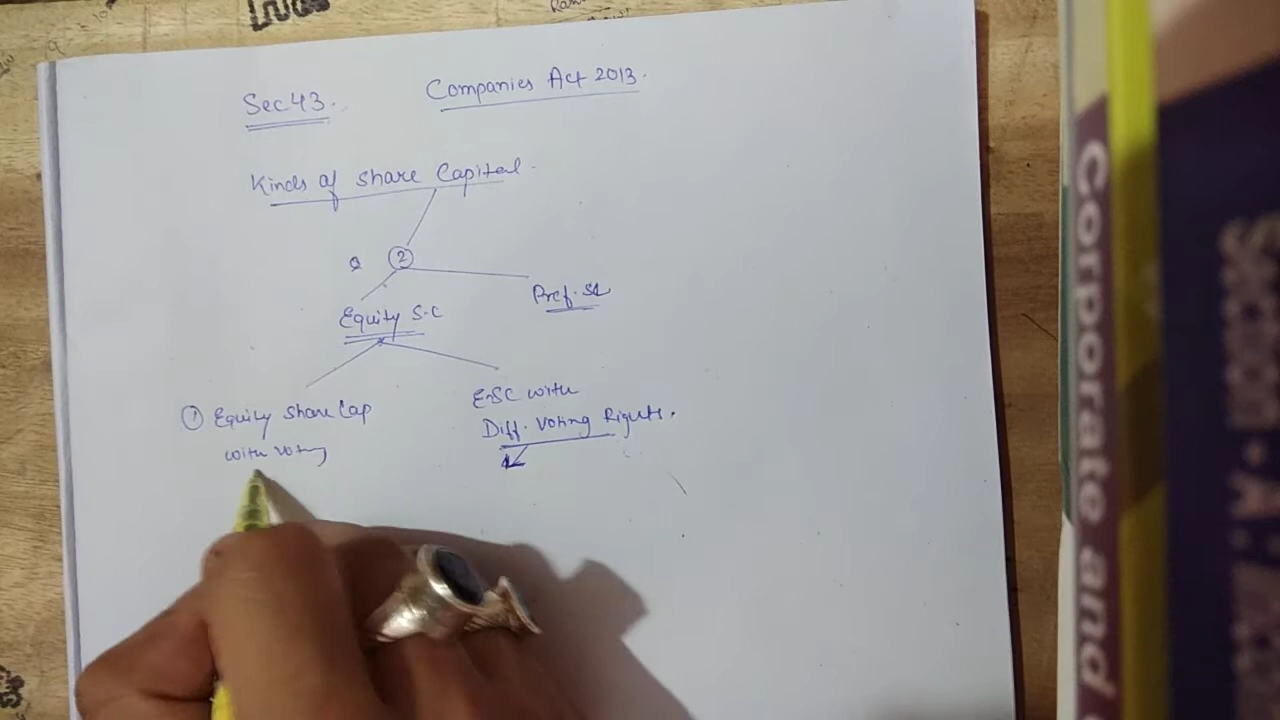 Sec 43.
Companies Act 2013.
Kinds of Share Capital
2
Equity S.C
Pref. SC
① Equity Share Cap
with voting
ESC with
Diff. Voting Rights.
Corporate and